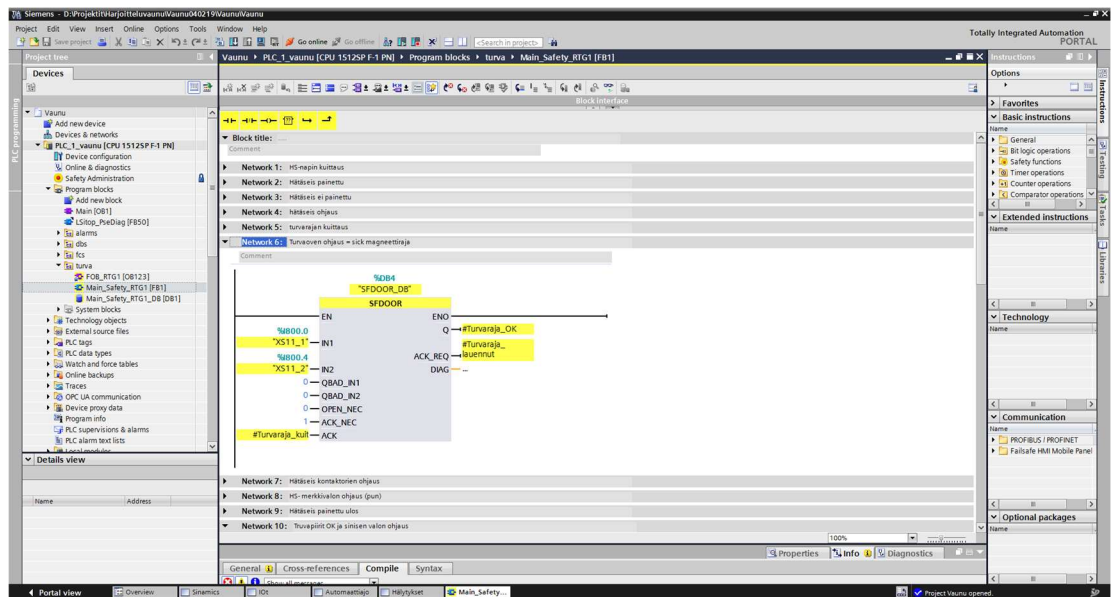 Siemens - D:\Projektit\Harjoitteluvaunu\Vaunu040219\Vaunu\Vaunu
Project Edit View Insert Online Options Tools Window Help
Totally Integrated Automation
PORTAL
Save project
Go online
Go offline
<Search in project>
Project tree
Vaunu ▸ PLC_1_vaunu [CPU 1512SP F-1 PN] ▸ Program blocks ▸ turva ▸ Main_Safety_RTG1 [FB1]
Instructions
Devices
Options
PLC programming
Vaunu
Add new device
Devices & networks
PLC_1_vaunu [CPU 1512SP F-1 PN]
Device configuration
Online & diagnostics
Safety Administration
Program blocks
Add new block
Main [OB1]
LSitop_PseDiag [FB50]
alarms
dbs
fcs
turva
FOB_RTG1 [OB123]
Main_Safety_RTG1 [FB1]
Main_Safety_RTG1_DB [DB1]
System blocks
Technology objects
External source files
PLC tags
PLC data types
Watch and force tables
Online backups
Traces
OPC UA communication
Device proxy data
Program info
PLC supervisions & alarms
PLC alarm text lists
Local modules
Details view
Name Address
Block interface
Block title: ....
Comment
Network 1: HS-napin kuittaus
Network 2: Hätäseis painettu
Network 3: Hätäseis ei painettu
Network 4: hätäseis ohjaus
Network 5: turvarajan kuittaus
Network 6: Turvaoven ohjaus = sick magneettiraja
Comment
%DB4
"SFDOOR_DB"
SFDOOR
EN ENO
%I800.0
"XS11_1" IN1
Q #Turvaraja_OK
%I800.4
"XS11_2" IN2
ACK_REQ #Turvaraja_
lauennut
DIAG ...
0 QBAD_IN1
0 QBAD_IN2
0 OPEN_NEC
1 ACK_NEC
#Turvaraja_kuit ACK
Network 7: Hätäseis kontaktorien ohjaus
Network 8: HS- merkkivalon ohjaus (pun)
Network 9: Hätäseis painettu ulos
Network 10: Truvapiirit OK ja sinisen valon ohjaus
100%
Properties Info Diagnostics
General Cross-references Compile Syntax
Show all messages
Favorites
Basic instructions
Name
General
Bit logic operations
Safety functions
Timer operations
Counter operations
Comparator operations
Extended instructions
Name
Technology
Name
Communication
Name
PROFIBUS / PROFINET
Failsafe HMI Mobile Panel
Optional packages
Name
Instructions
Testing
Tasks
Libraries
Portal view
Overview
Sinamics
IOt
Automaattiajo
Hälytykset
Main_Safety...
Project Vaunu opened.